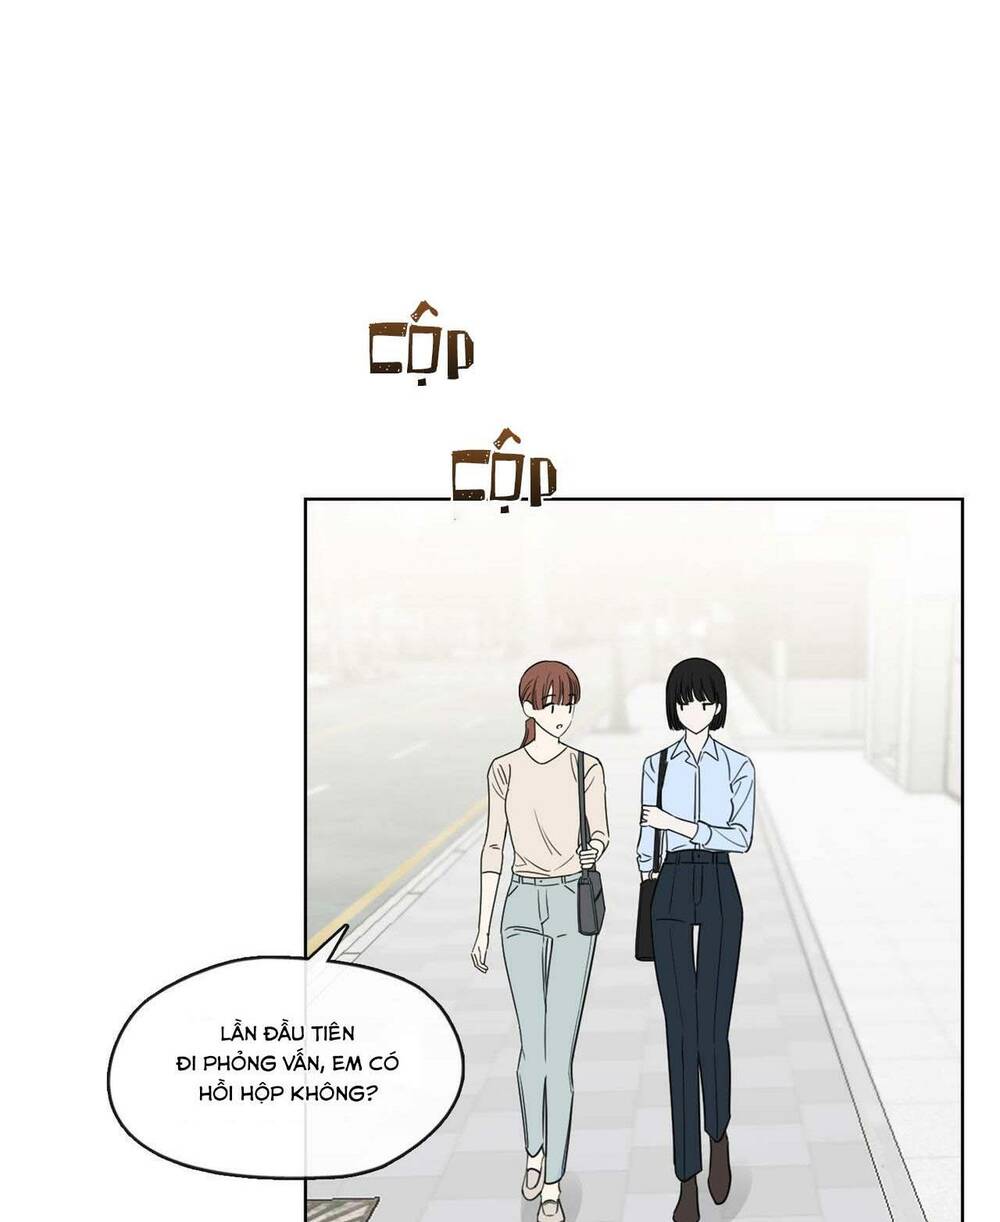 CỘP
CỘP
LẦN ĐẦU TIÊN
ĐI PHỎNG VẤN, EM CÓ
HỒI HỘP KHÔNG?